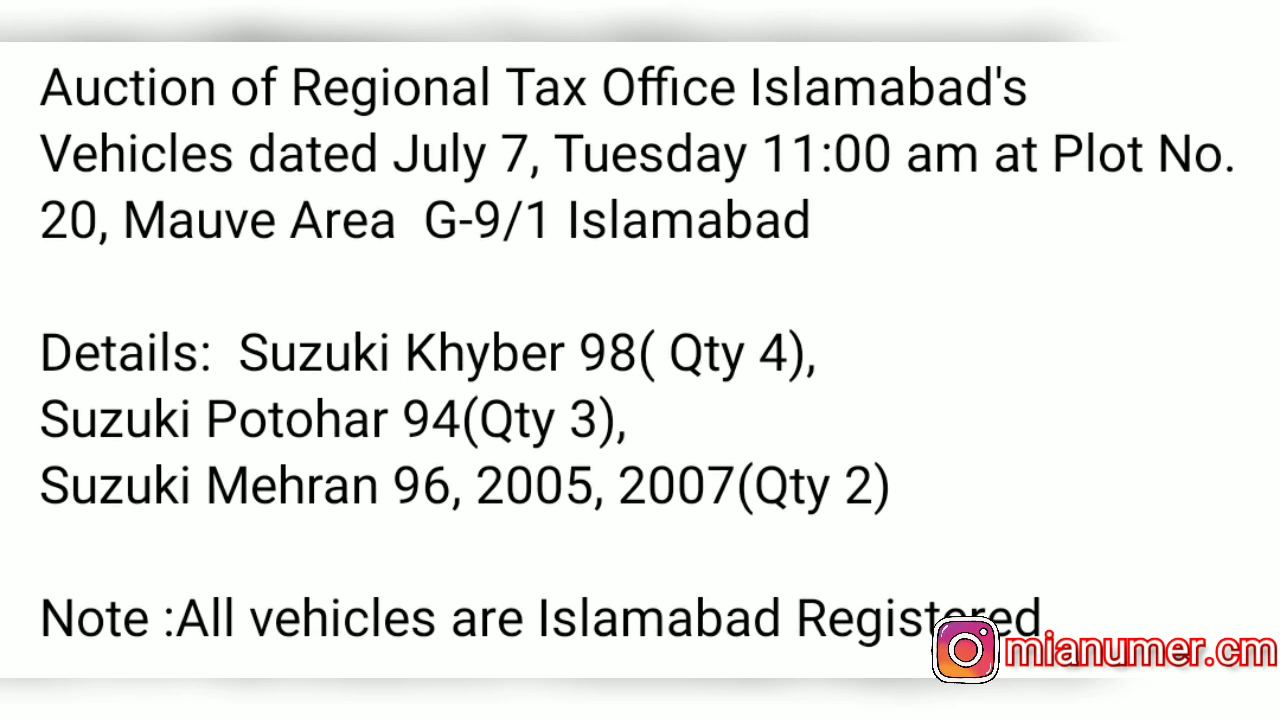 Auction of Regional Tax Office Islamabad's
Vehicles dated July 7, Tuesday 11:00 am at Plot No.
20, Mauve Area  G-9/1 Islamabad
Details:  Suzuki Khyber 98( Qty 4),
Suzuki Potohar 94(Qty 3),
Suzuki Mehran 96, 2005, 2007(Qty 2)
Note :All vehicles are Islamabad Registered
mianumer.cm